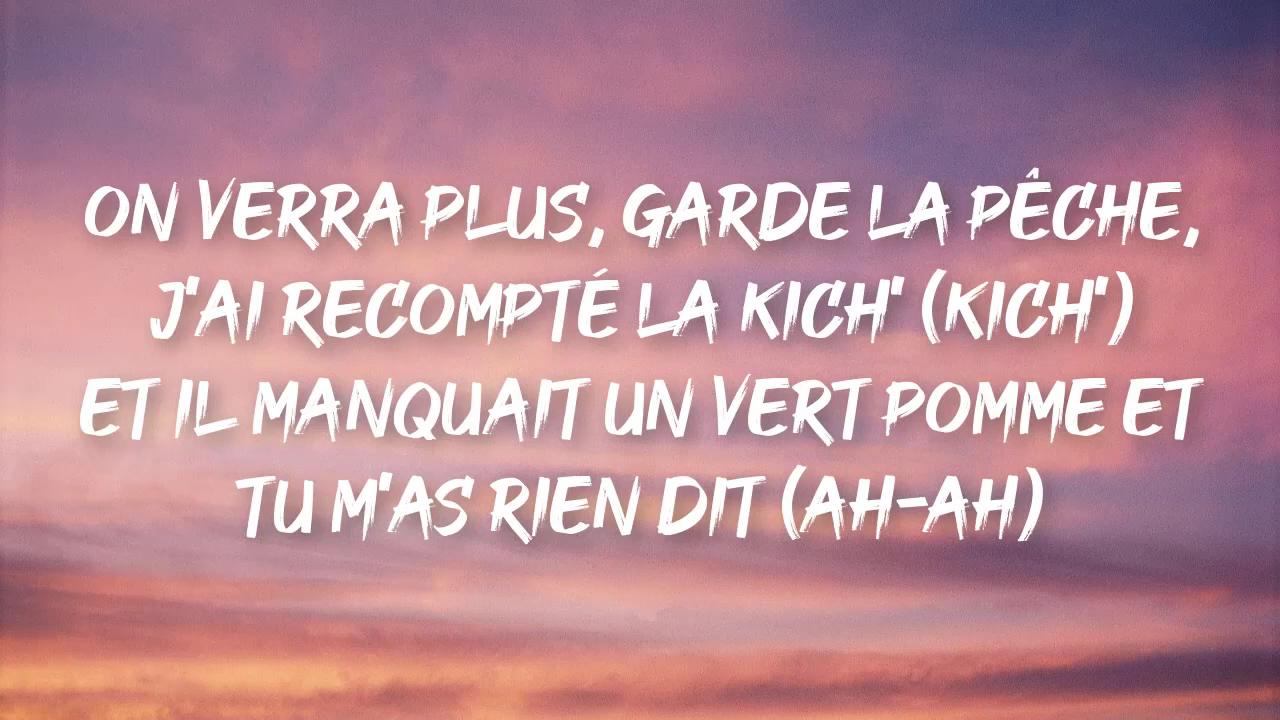 ON VERRA PLUS, GARDE LA PÊCHE,
J'AI RECOMPTÉ LA KICH' (KICH')
ET IL MANQUAIT UN VERT POMME ET
TU M'AS RIEN DIT (AH-AH)